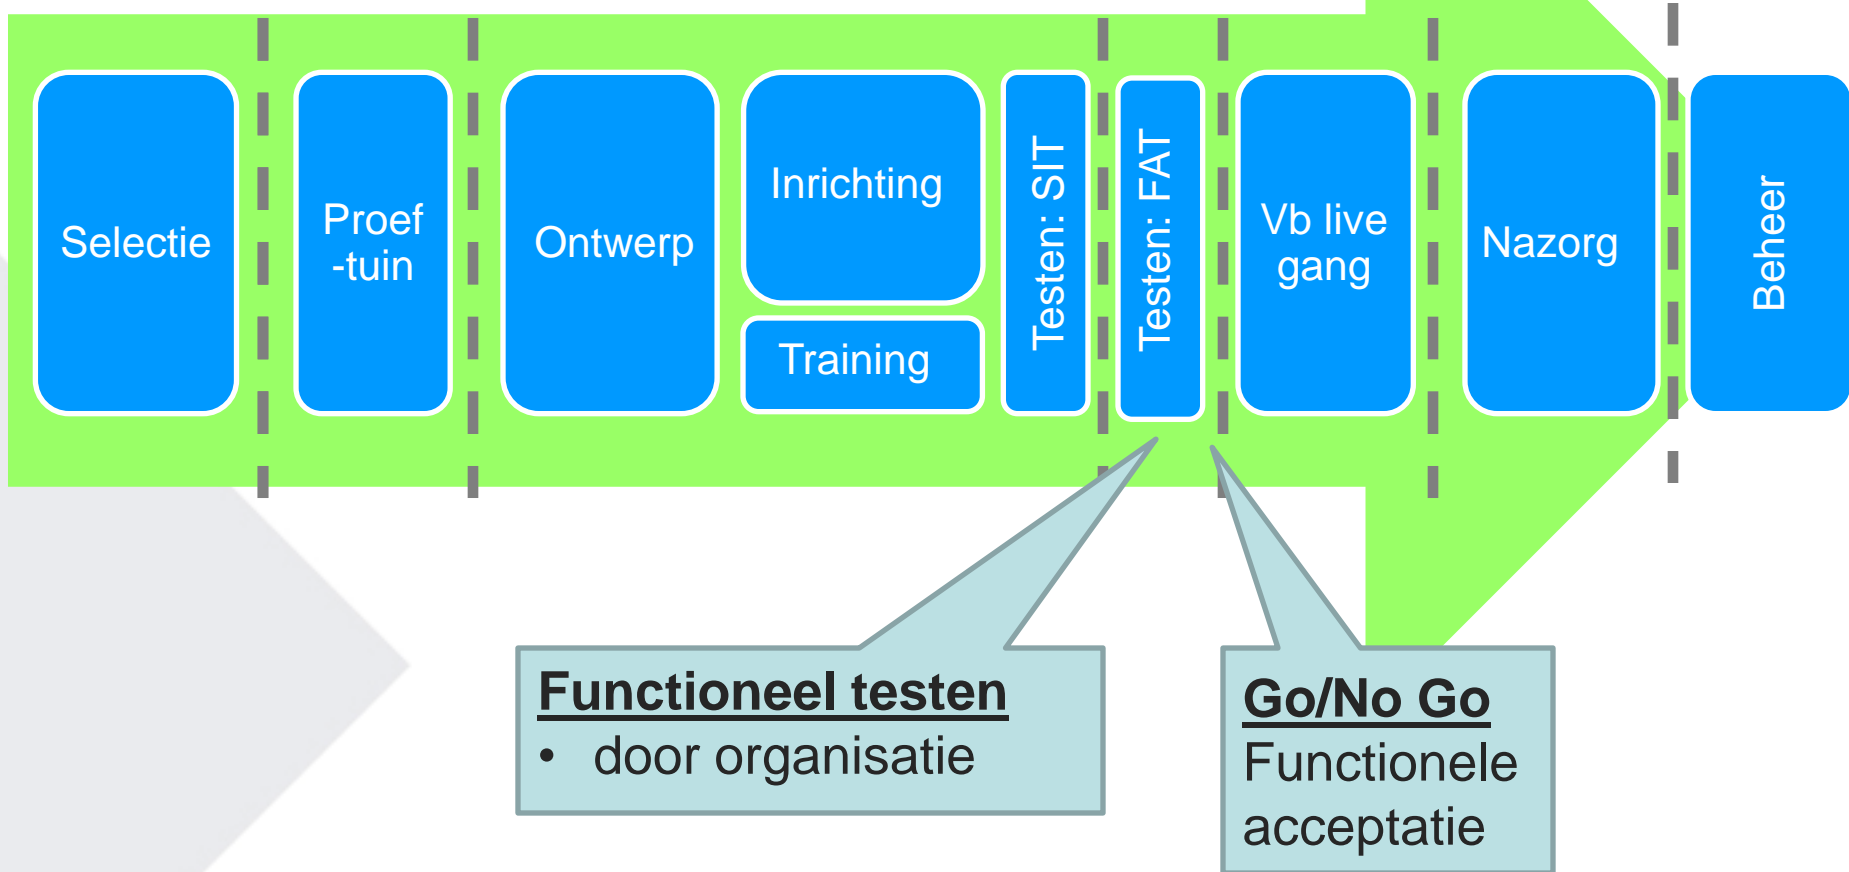 Selectie
Proef
-tuin
Ontwerp
Inrichting
Training
Testen: SIT
Testen: FAT
Vb live
gang
Nazorg
Beheer
Functioneel testen
• door organisatie
Go/No Go
Functionele
acceptatie